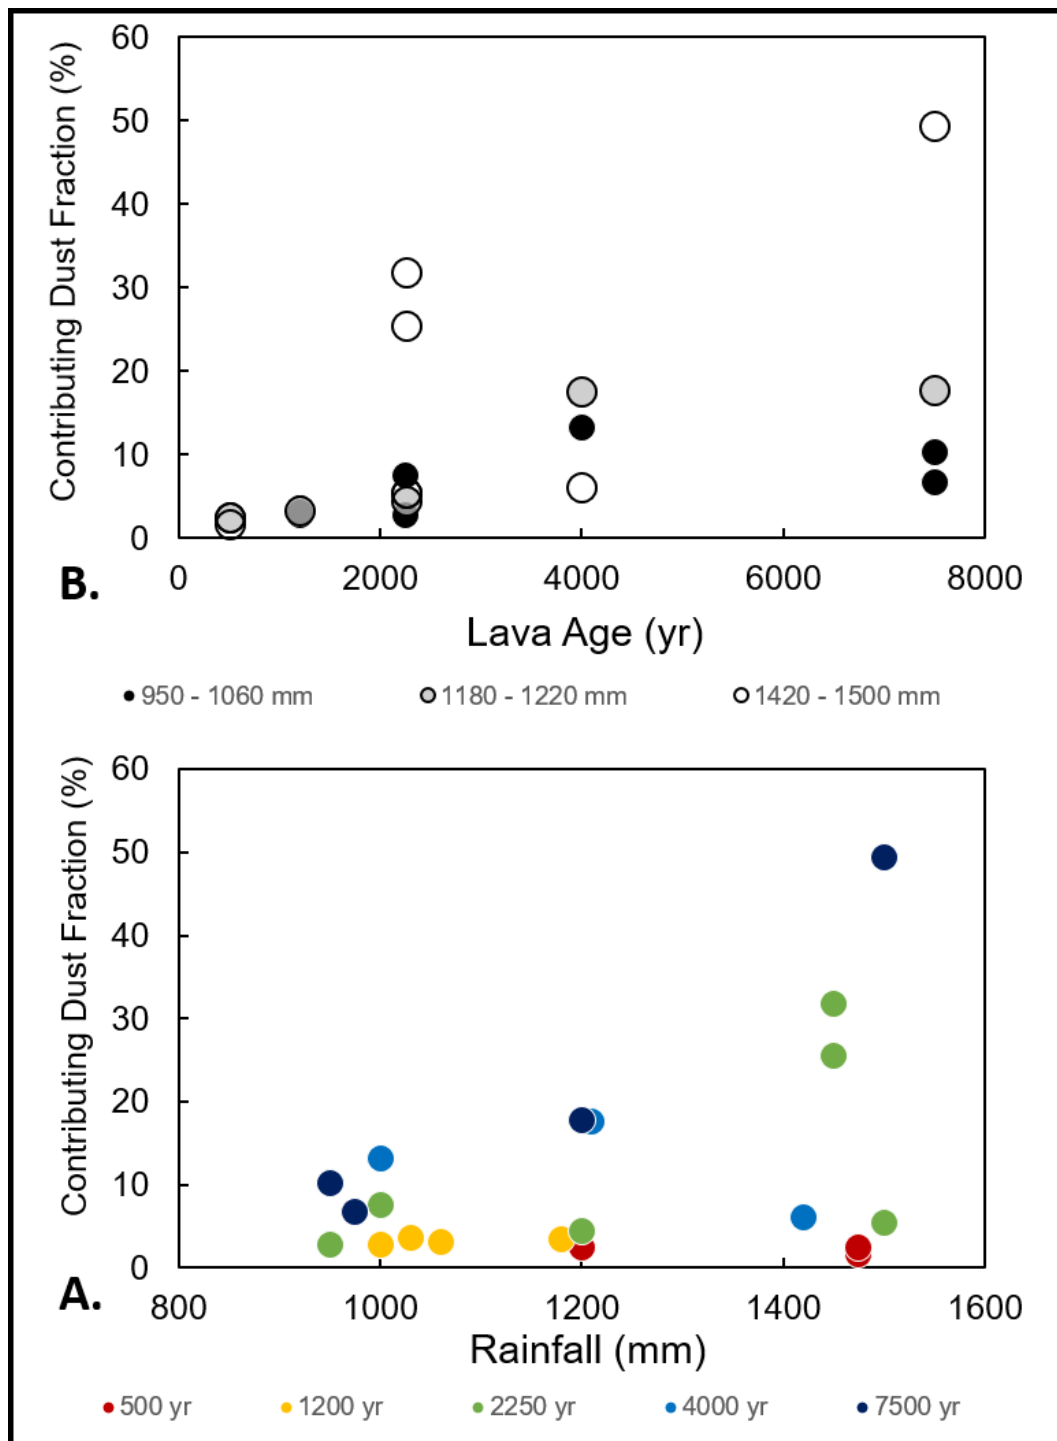 Contributing Dust Fraction (%)
60
50
40
30
20
10
0
0 2000 4000 6000 8000
B.
Lava Age (yr)
950 - 1060 mm 1180 - 1220 mm 1420 - 1500 mm
Contributing Dust Fraction (%)
60
50
40
30
20
10
0
800 1000 1200 1400 1600
A.
Rainfall (mm)
500 yr 1200 yr 2250 yr 4000 yr 7500 yr